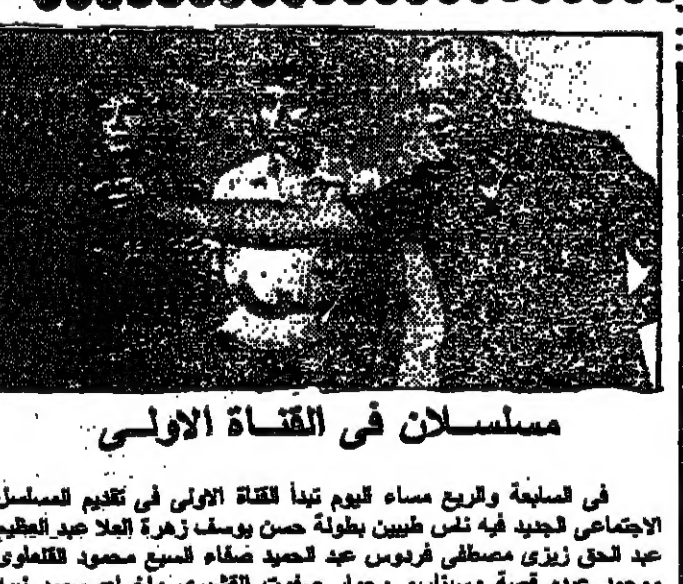 مسلسلان فى القناة الاولى
فى السابعة والربع مساء اليوم تبدأ القناة الاولى فى تقديم المسلسل
الاجتماعى الجديد فيه ناس طيبين بطولة حسن يوسف زهرة العلا عبد العظيم
عبد الحق زيزى مصطفى فردوس عبد الحميد صفاء السبع محمود القلعاوى